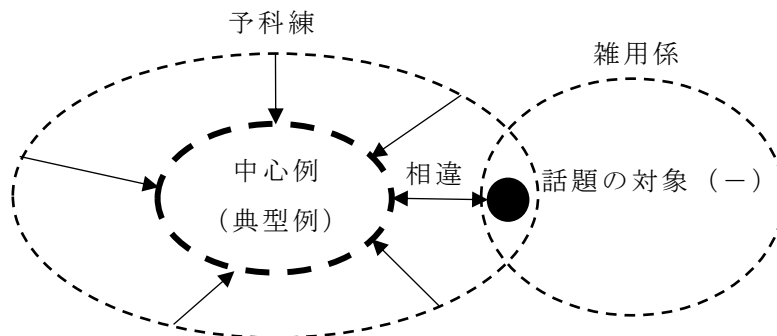 予科練
雑用係
中心例
（典型例）
相違
話題の対象（－）